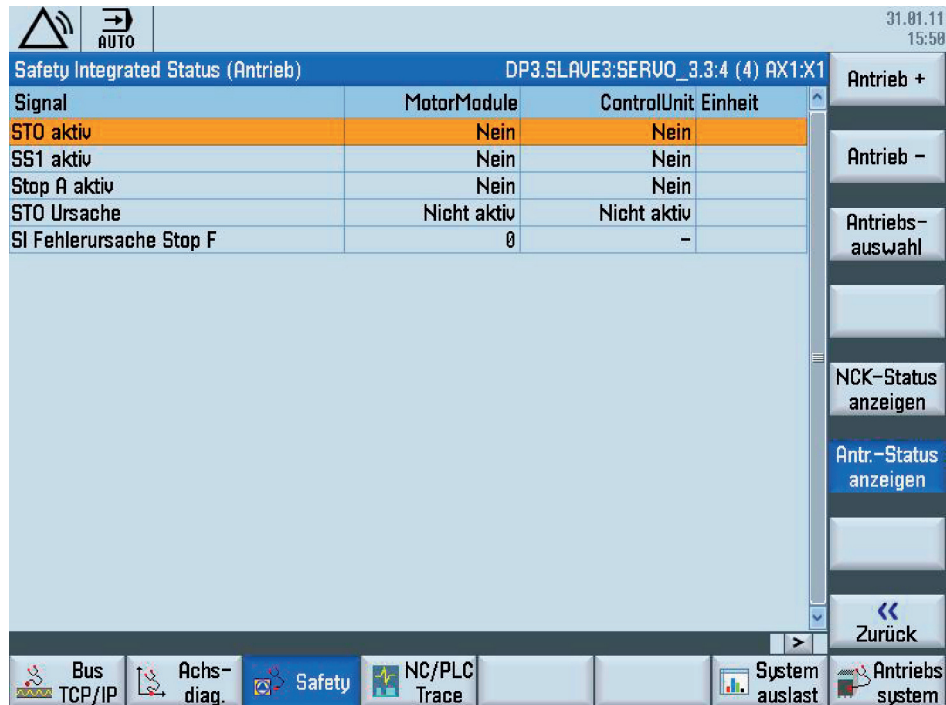 AUTO
31.01.11
15:50
Safety Integrated Status (Antrieb) DP3.SLAVE3:SERVO_3.3:4 (4) AX1:X1
Signal MotorModule ControlUnit Einheit
STO aktiv Nein Nein
SS1 aktiv Nein Nein
Stop A aktiv Nein Nein
STO Ursache Nicht aktiv Nicht aktiv
SI Fehlerursache Stop F 0 -
Antrieb +
Antrieb -
Antriebs-
auswahl
NCK-Status
anzeigen
Antr.-Status
anzeigen
«
Zurück
>
Bus
TCP/IP
Achs-
diag.
Safety
NC/PLC
Trace
System
auslast
Antriebs
system